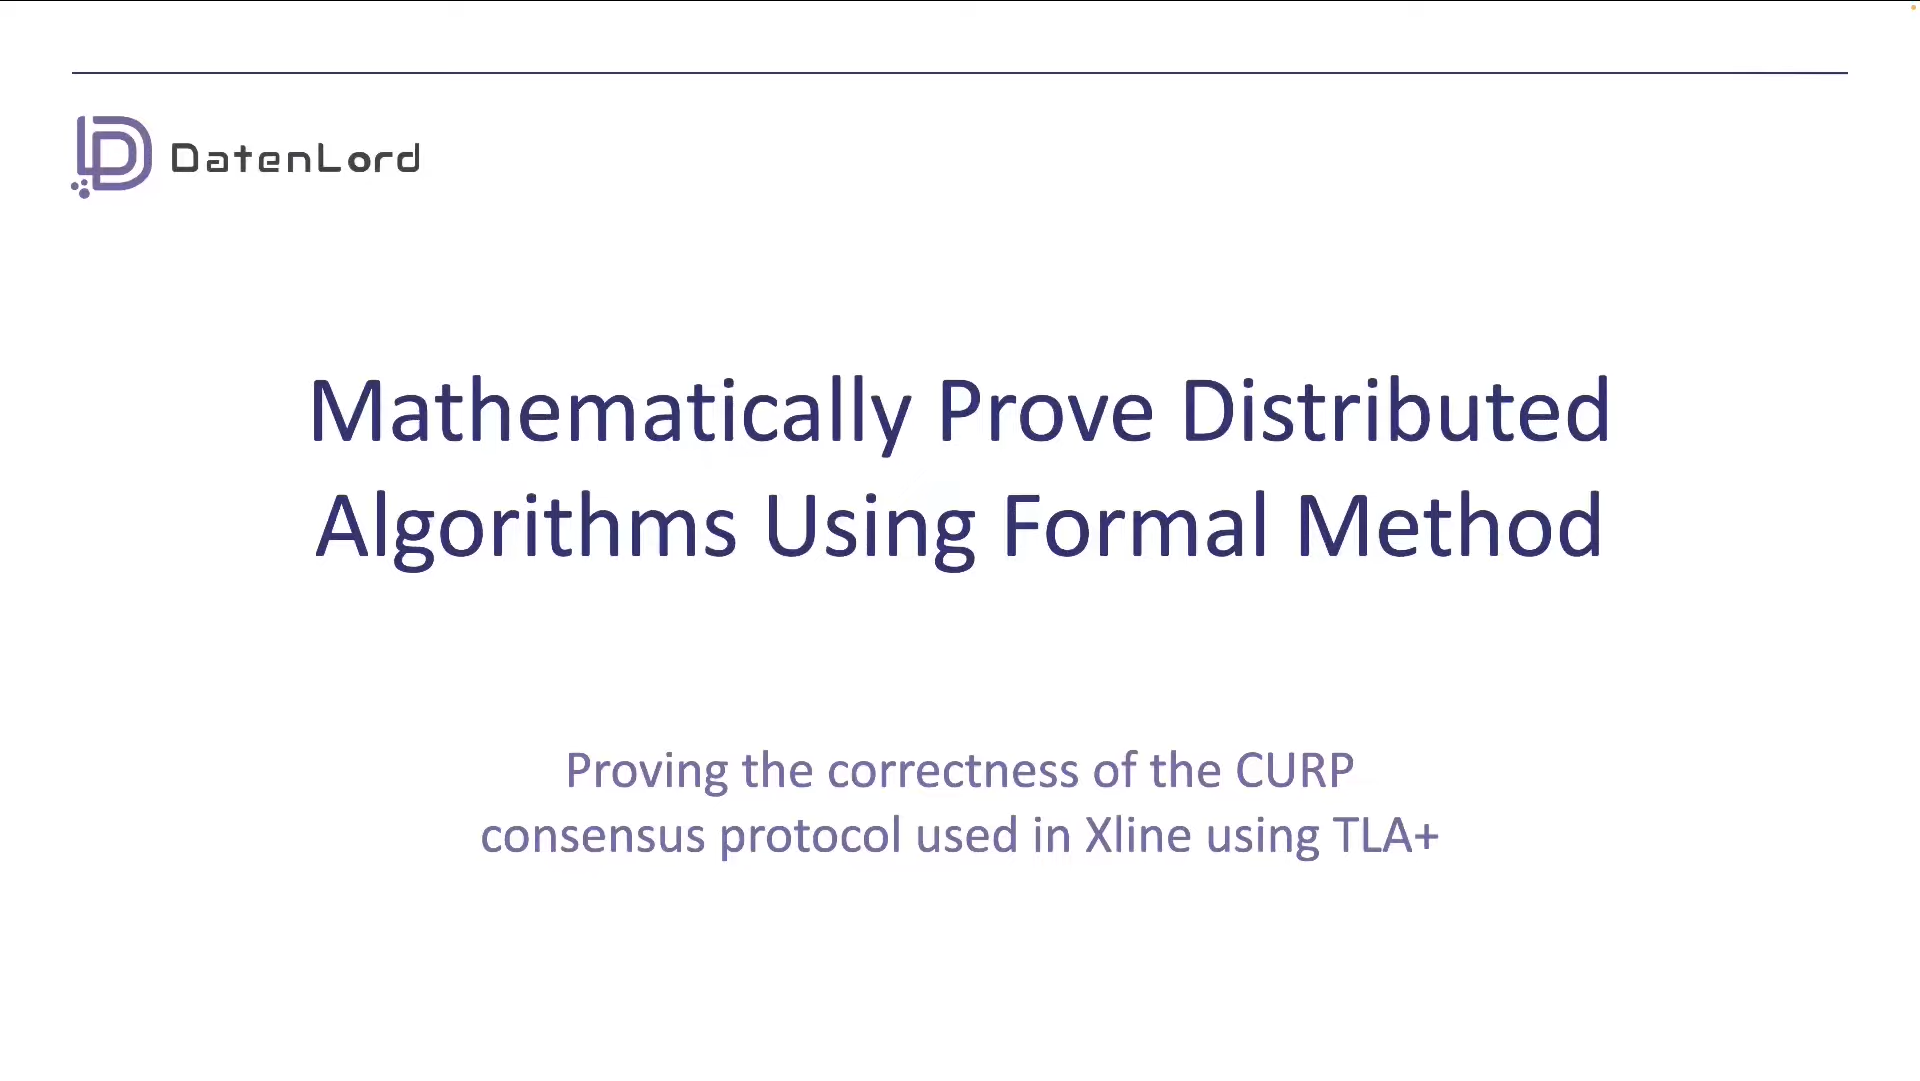 DatenLord
Mathematically Prove Distributed
Algorithms Using Formal Method
Proving the correctness of the CURP
consensus protocol used in Xline using TLA+